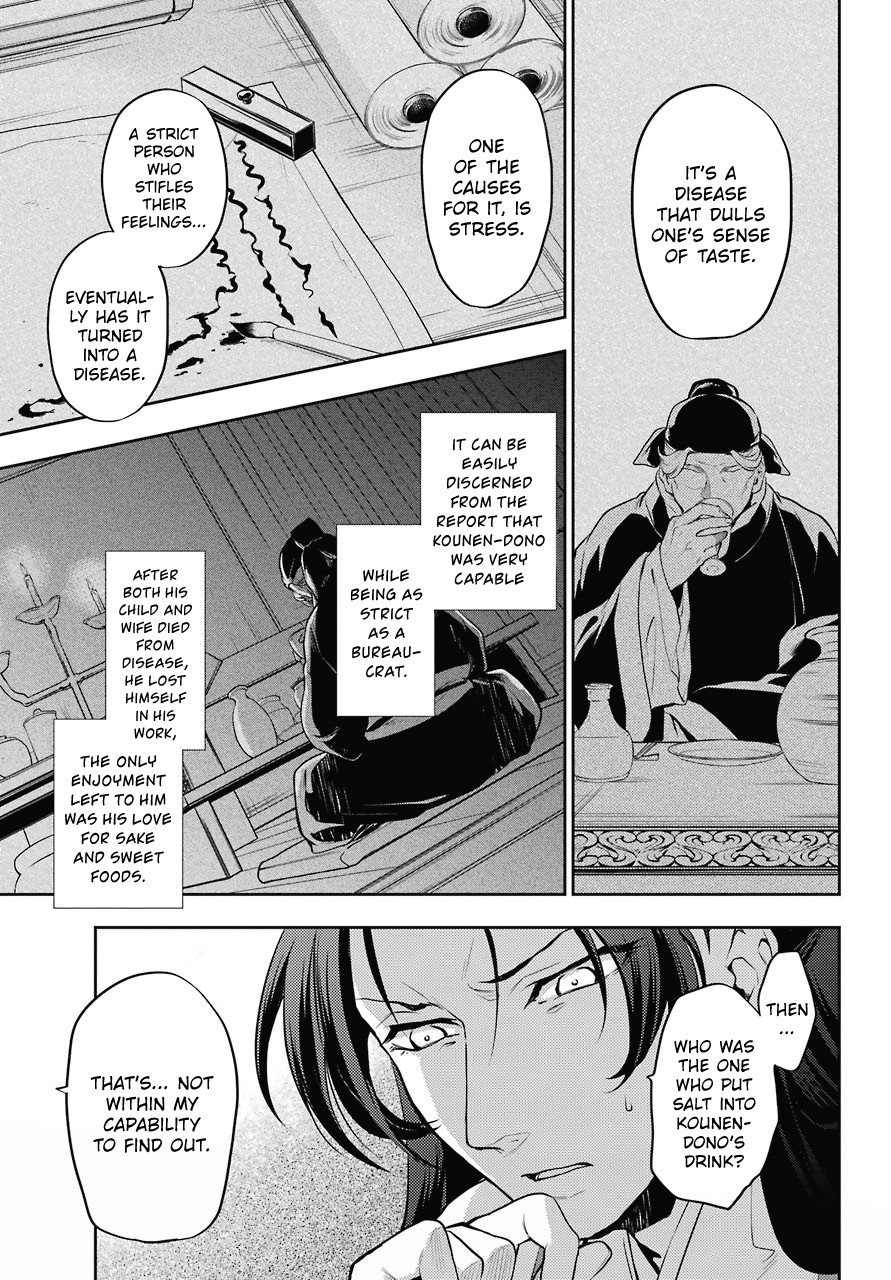 IT'S A
DISEASE
THAT DULLS
ONE'S SENSE
OF TASTE.
ONE
OF THE
CAUSES
FOR IT, IS
STRESS.
A STRICT
PERSON
WHO
STIFLES
THEIR
FEELINGS...
EVENTUAL-
LY HAS IT
TURNED
INTO A
DISEASE.
IT CAN BE
EASILY
DISCERNED
FROM THE
REPORT THAT
KOUNEN-DONO
WAS VERY
CAPABLE
WHILE
BEING AS
STRICT
AS A
BUREAU-
CRAT.
AFTER
BOTH HIS
CHILD AND
WIFE DIED
FROM
DISEASE,
HE LOST
HIMSELF
IN HIS
WORK,
THE ONLY
ENJOYMENT
LEFT TO HIM
WAS HIS LOVE
FOR SAKE
AND SWEET
FOODS.
THEN
...
WHO WAS
THE ONE
WHO PUT
SALT INTO
KOUNEN-
DONO'S
DRINK?
THAT'S... NOT
WITHIN MY
CAPABILITY
TO FIND OUT.